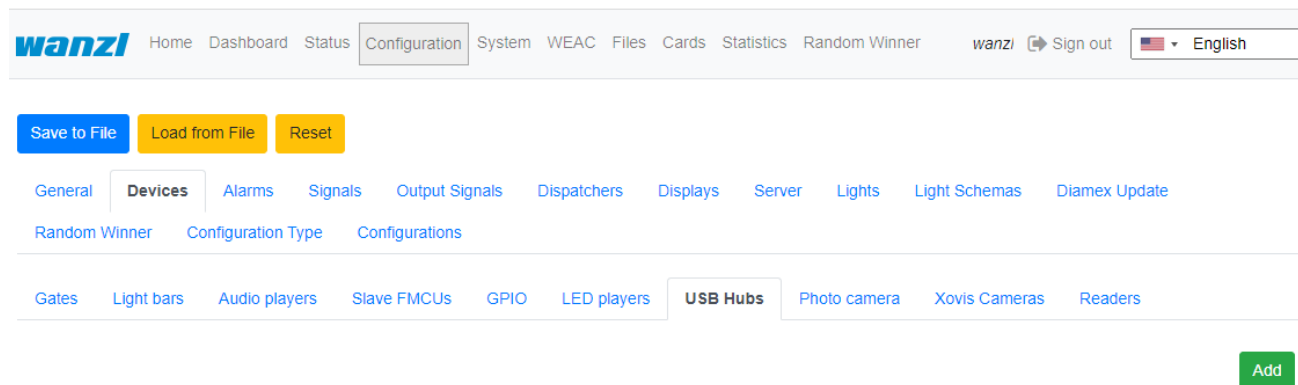 wanzl Home Dashboard Status Configuration System WEAC Files Cards Statistics Random Winner wanzl Sign out English
Save to File Load from File Reset
General Devices Alarms Signals Output Signals Dispatchers Displays Server Lights Light Schemas Diamex Update
Random Winner Configuration Type Configurations
Gates Light bars Audio players Slave FMCUs GPIO LED players USB Hubs Photo camera Xovis Cameras Readers
Add